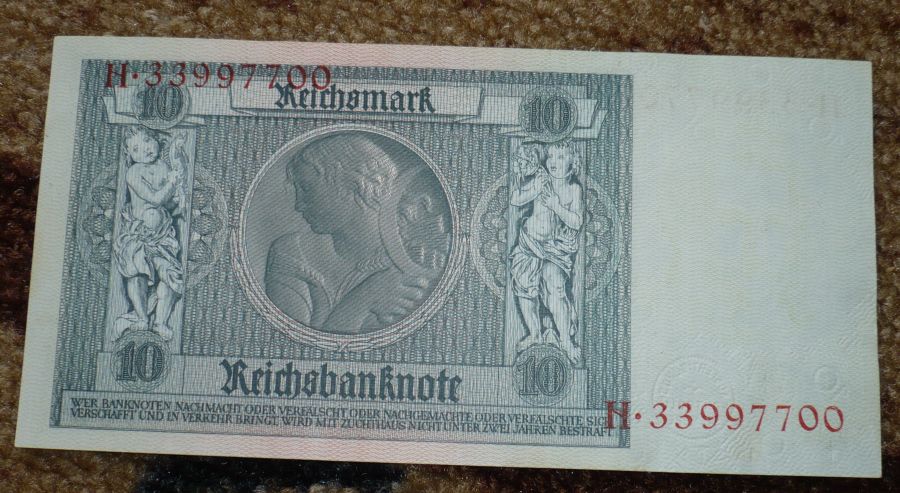 H·33997700
10 Reichsmark 10
10 Reichsbanknote 10
WER BANKNOTEN NACHMACHT ODER VERFÄLSCHT ODER NACHGEMACHTE ODER VERFÄLSCHTE SICH
VERSCHAFFT UND IN VERKEHR BRINGT, WIRD MIT ZUCHTHAUS NICHT UNTER ZWEI JAHREN BESTRAFT
H·33997700